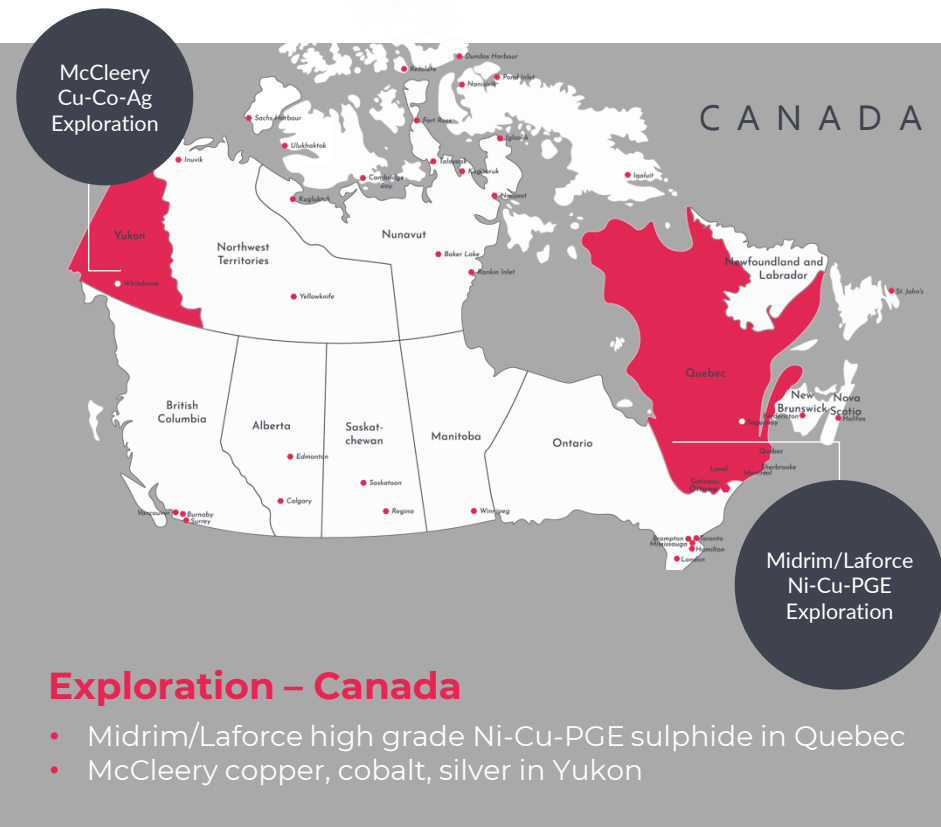 McCleery
Cu-Co-Ag
Exploration
CANADA
Dundas Harbour
Resolute
Pond Inlet
Nanisivik
Sachs Harbour
Fort Ross
Igloolik
Ulukhaktok
Inuvik
Taloyoak
Kugaaruk
Cambridge
Bay
Iqaluit
Kugluktuk
Naujaat
Yukon
Nunavut
Northwest
Territories
Baker Lake
Rankin Inlet
Newfoundland and
Labrador
Whitehorse
Yellowknife
St. John's
Quebec
British
Columbia
Alberta
Saskat-
chewan
Manitoba
Ontario
New
Brunswick
Nova
Scotia
Fredericton
Halifax
Saguenay
Edmonton
Québec
Laval
Sherbrooke
Montréal
Gatineau
Ottawa
Saskatoon
Calgary
Regina
Winnipeg
Vancouver
Burnaby
Surrey
Brampton
Toronto
Mississauga
Hamilton
London
Midrim/Laforce
Ni-Cu-PGE
Exploration
Exploration – Canada
• Midrim/Laforce high grade Ni-Cu-PGE sulphide in Quebec
• McCleery copper, cobalt, silver in Yukon